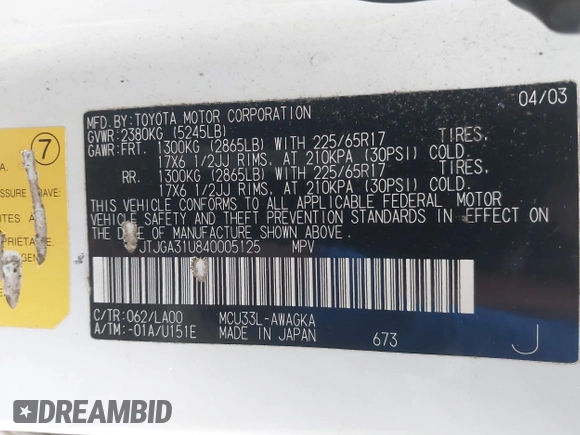 04/03
MFD.BY:TOYOTA MOTOR CORPORATION
GVWR:2380KG (5245LB)
GAWR:FRT. 1300KG (2865LB) WITH 225/65R17 TIRES.
17X6 1/2JJ RIMS. AT 210KPA (30PSI) COLD.
RR. 1300KG (2865LB) WITH 225/65R17 TIRES.
17X6 1/2JJ RIMS. AT 210KPA (30PSI) COLD.
THIS VEHICLE CONFORMS TO ALL APPLICABLE FEDERAL MOTOR
VEHICLE SAFETY AND THEFT PREVENTION STANDARDS IN EFFECT ON
THE DATE OF MANUFACTURE SHOWN ABOVE.
JTJGA31U840005125 MPV
C/TR:062/LA00 MCU33L-AWAGKA
A/TM:-01A/U151E MADE IN JAPAN 673 J
7
A.
ESSURE HAVE:
TES À
PRIÉTAIRE.
DREAMBID